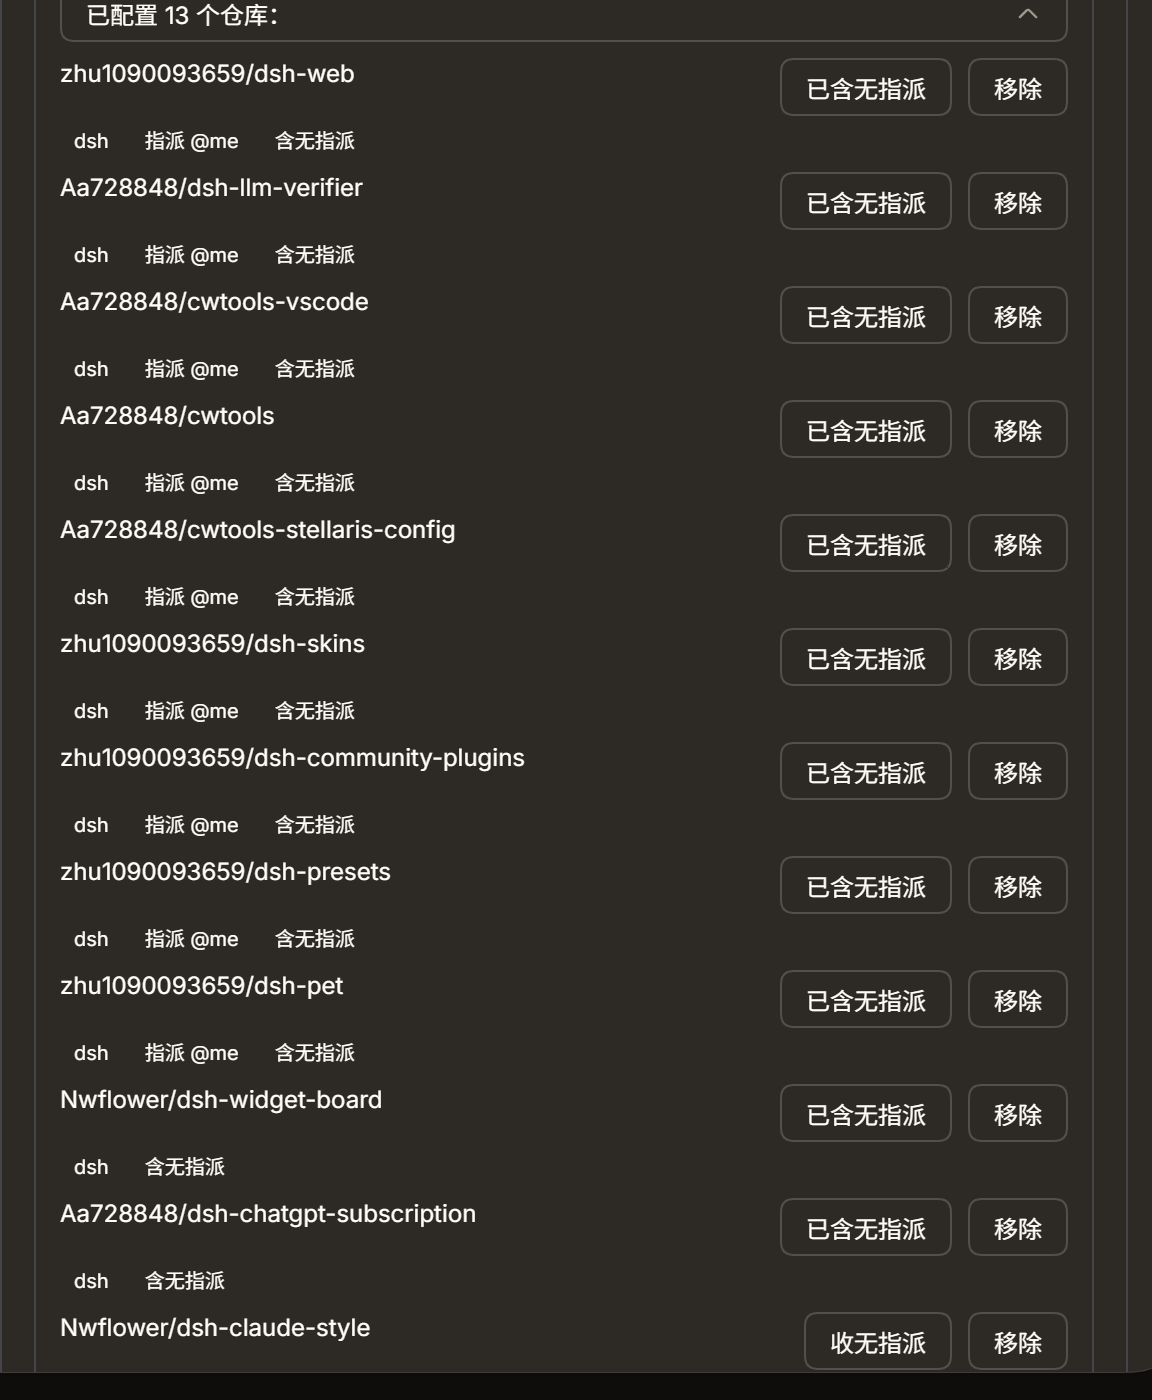 已配置 13 个仓库：
zhu1090093659/dsh-web
已含无指派 移除
dsh 指派 @me 含无指派
Aa728848/dsh-llm-verifier
已含无指派 移除
dsh 指派 @me 含无指派
Aa728848/cwtools-vscode
已含无指派 移除
dsh 指派 @me 含无指派
Aa728848/cwtools
已含无指派 移除
dsh 指派 @me 含无指派
Aa728848/cwtools-stellaris-config
已含无指派 移除
dsh 指派 @me 含无指派
zhu1090093659/dsh-skins
已含无指派 移除
dsh 指派 @me 含无指派
zhu1090093659/dsh-community-plugins
已含无指派 移除
dsh 指派 @me 含无指派
zhu1090093659/dsh-presets
已含无指派 移除
dsh 指派 @me 含无指派
zhu1090093659/dsh-pet
已含无指派 移除
dsh 指派 @me 含无指派
Nwflower/dsh-widget-board
已含无指派 移除
dsh 含无指派
Aa728848/dsh-chatgpt-subscription
已含无指派 移除
dsh 含无指派
Nwflower/dsh-claude-style
收无指派 移除